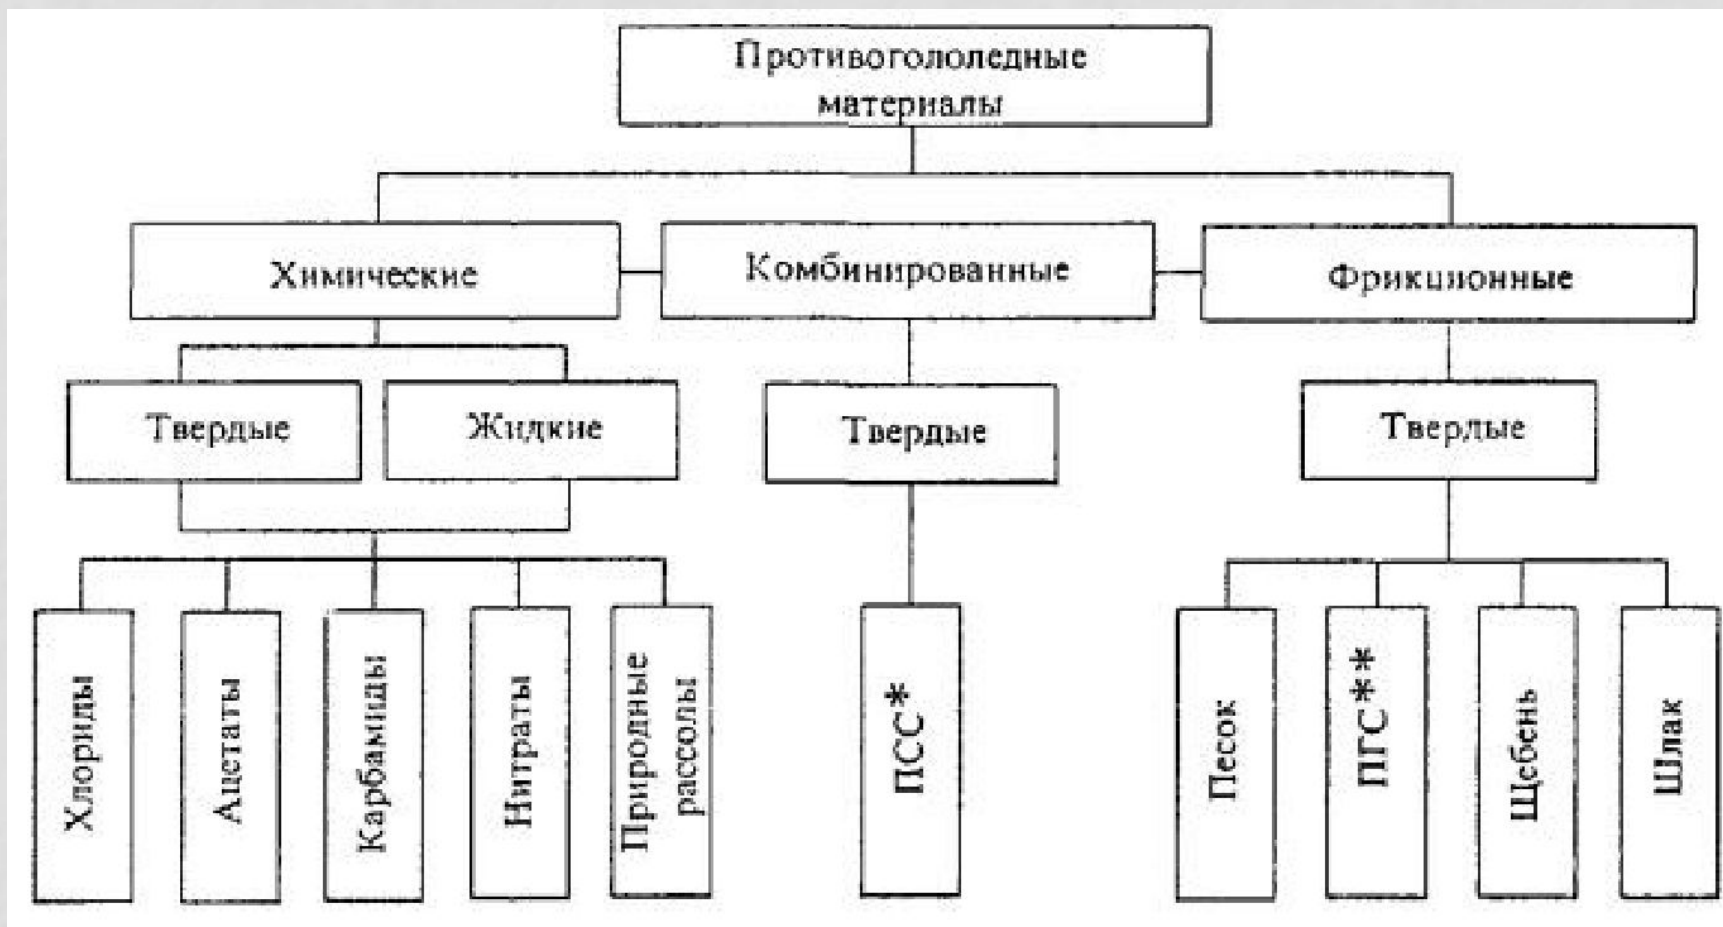 Противогололедные
материалы
Химические
Комбинированные
Фрикционные
Твердые
Жидкие
Твердые
Твердые
Хлориды
Ацетаты
Карбамиды
Нитраты
Природные
рассолы
ПСС*
Песок
ПГС**
Щебень
Шлак